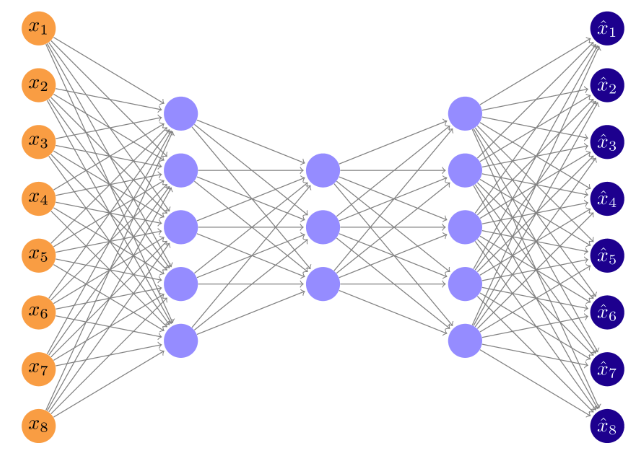 x₁ x̂₁
x₂ x̂₂
x₃ x̂₃
x₄ x̂₄
x₅ x̂₅
x₆ x̂₆
x₇ x̂₇
x₈ x̂₈